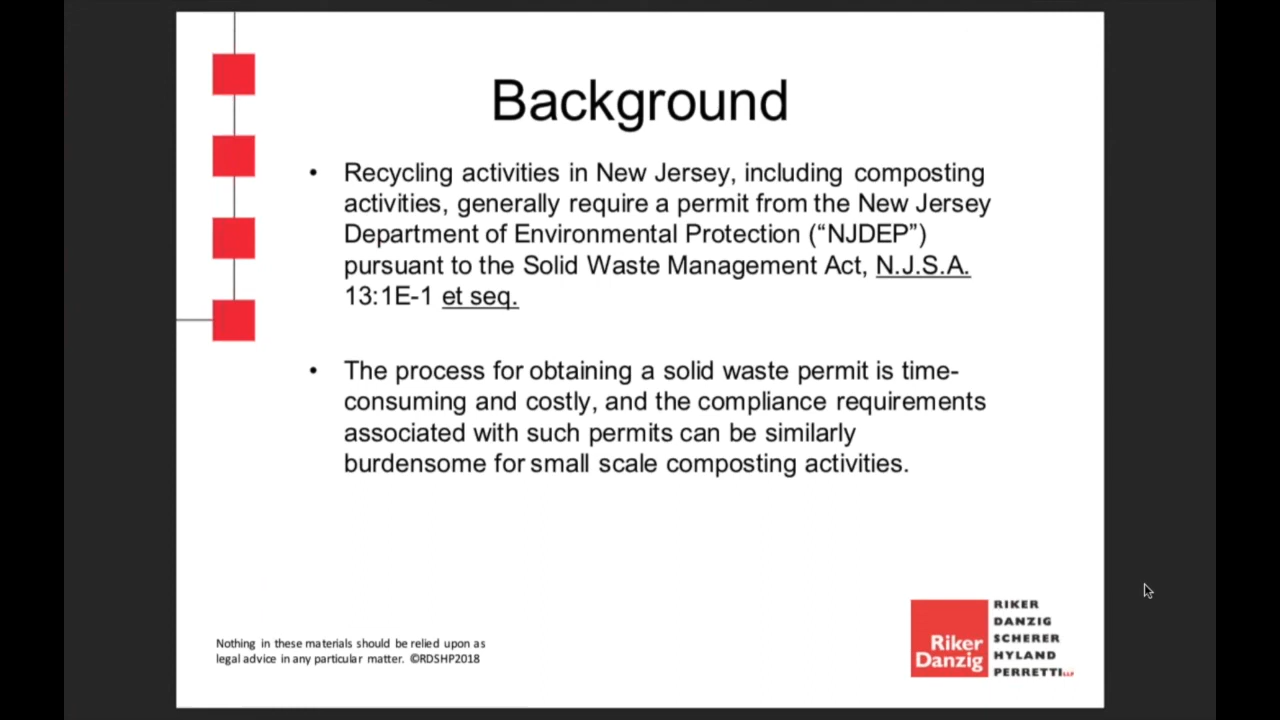 Background
• Recycling activities in New Jersey, including composting
activities, generally require a permit from the New Jersey
Department of Environmental Protection (“NJDEP”)
pursuant to the Solid Waste Management Act, N.J.S.A.
13:1E-1 et seq.
• The process for obtaining a solid waste permit is time-
consuming and costly, and the compliance requirements
associated with such permits can be similarly
burdensome for small scale composting activities.
Nothing in these materials should be relied upon as
legal advice in any particular matter. ©RDSHP2018
Riker
Danzig
RIKER
DANZIG
SCHERER
HYLAND
PERRETTI LLP